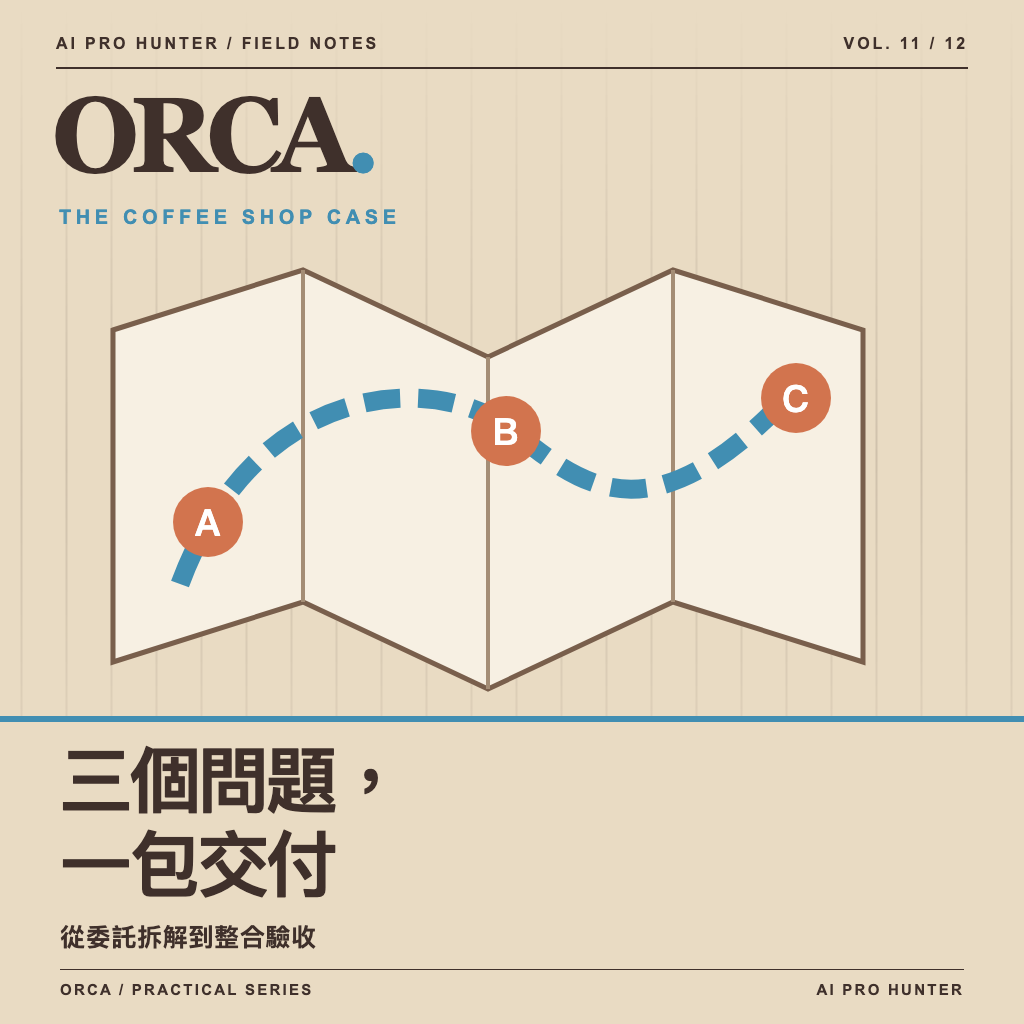 AI PRO HUNTER / FIELD NOTES
VOL. 11 / 12
ORCA.
THE COFFEE SHOP CASE
A
B
C
三個問題，
一包交付
從委託拆解到整合驗收
ORCA / PRACTICAL SERIES
AI PRO HUNTER